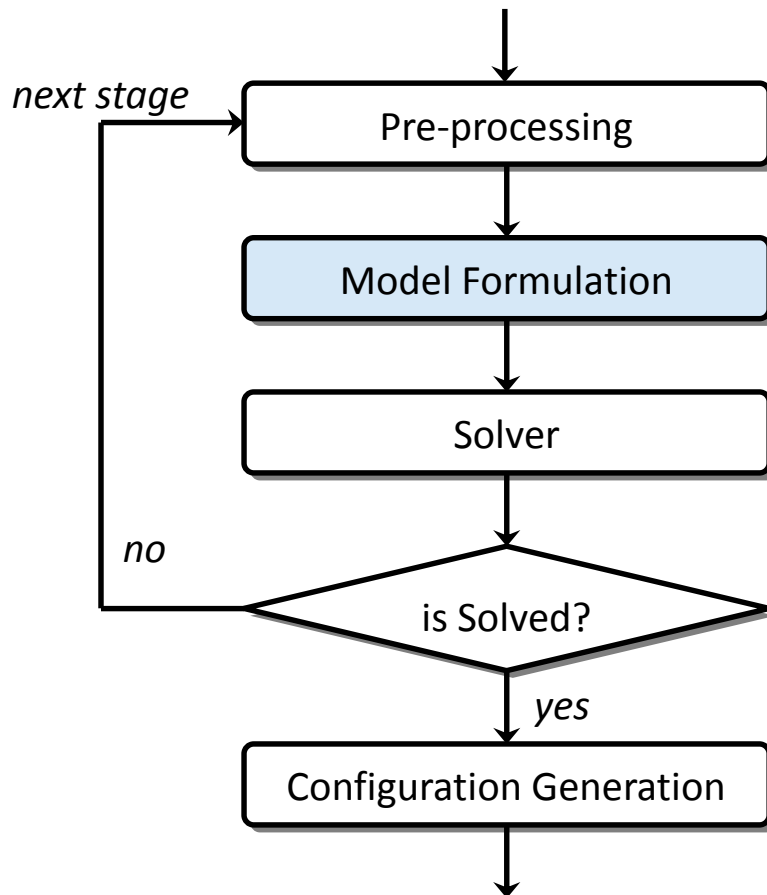 next stage
Pre-processing
Model Formulation
Solver
no
is Solved?
yes
Configuration Generation